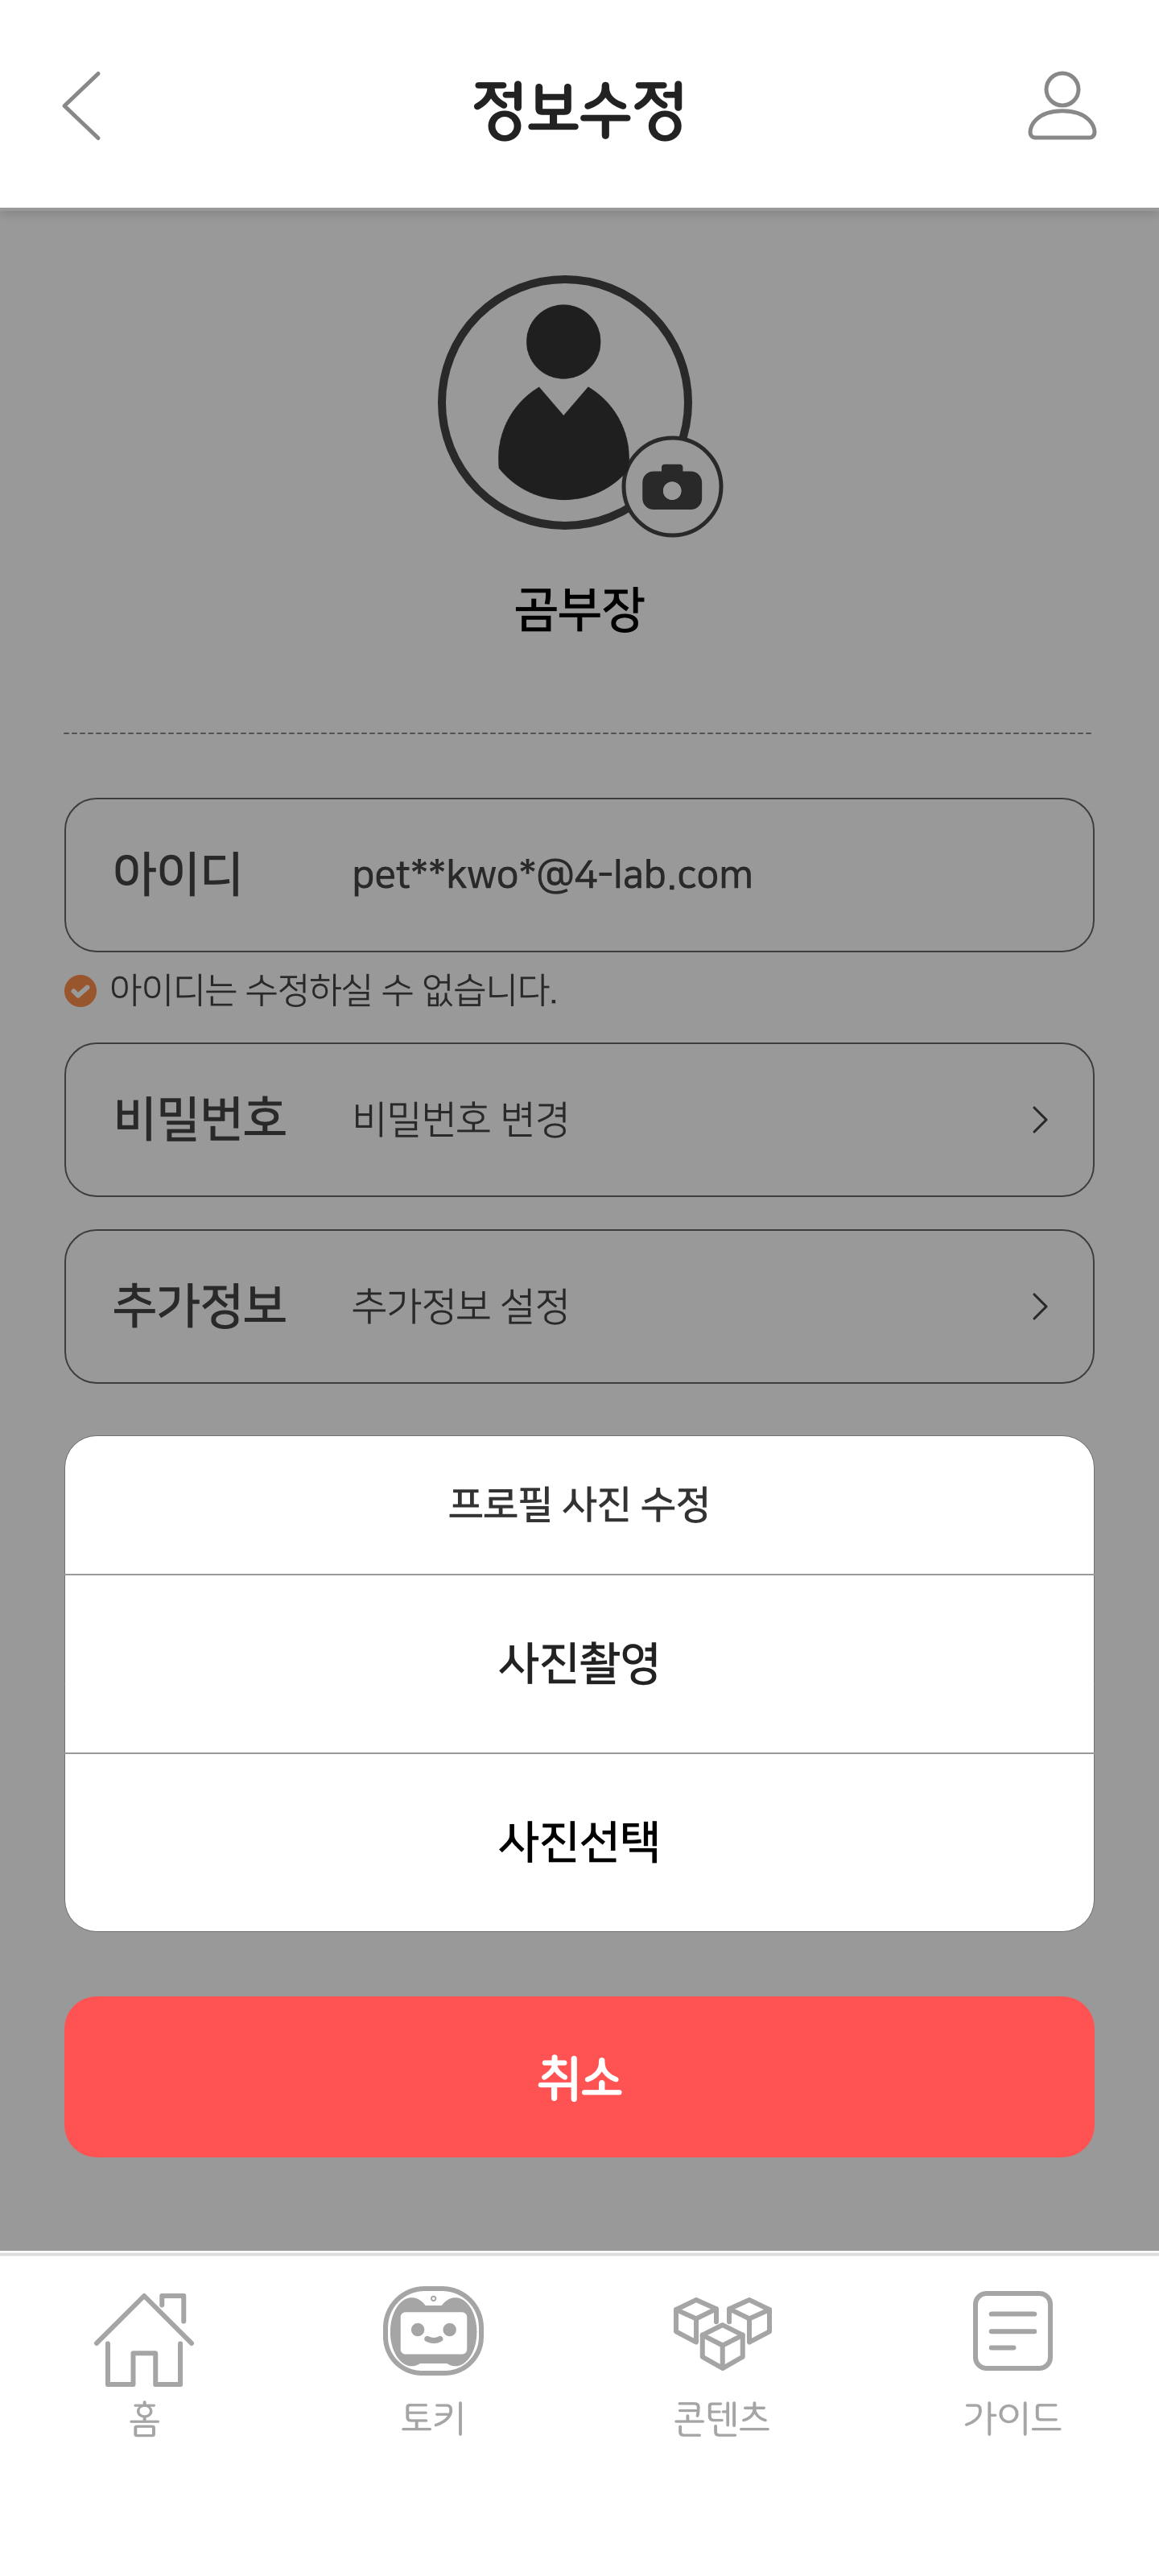 정보수정
곰부장
아이디 pet**kwo*@4-lab.com
아이디는 수정하실 수 없습니다.
비밀번호 비밀번호 변경
추가정보 추가정보 설정
프로필 사진 수정
사진촬영
사진선택
취소
홈 토키 콘텐츠 가이드